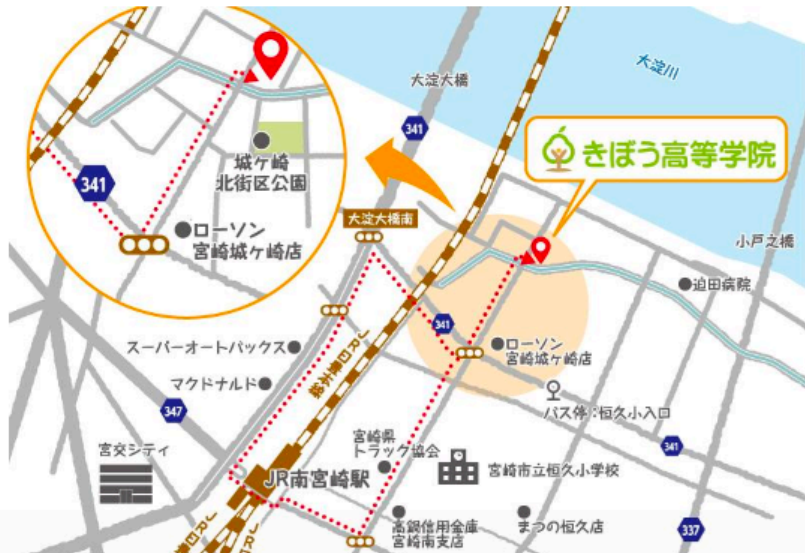 大淀川
大淀大橋
341
きぼう高等学院
341
城ヶ崎
北街区公園
ローソン
宮崎城ヶ崎店
大淀大橋南
小戸之橋
迫田病院
341
ローソン
宮崎城ヶ崎店
スーパーオートバックス
JR日豊本線
マクドナルド
バス停:恒久小入口
347
宮交シティ
宮崎県
トラック協会
341
JR南宮崎駅
宮崎市立恒久小学校
高鍋信用金庫
宮崎南支店
まつの恒久店
337